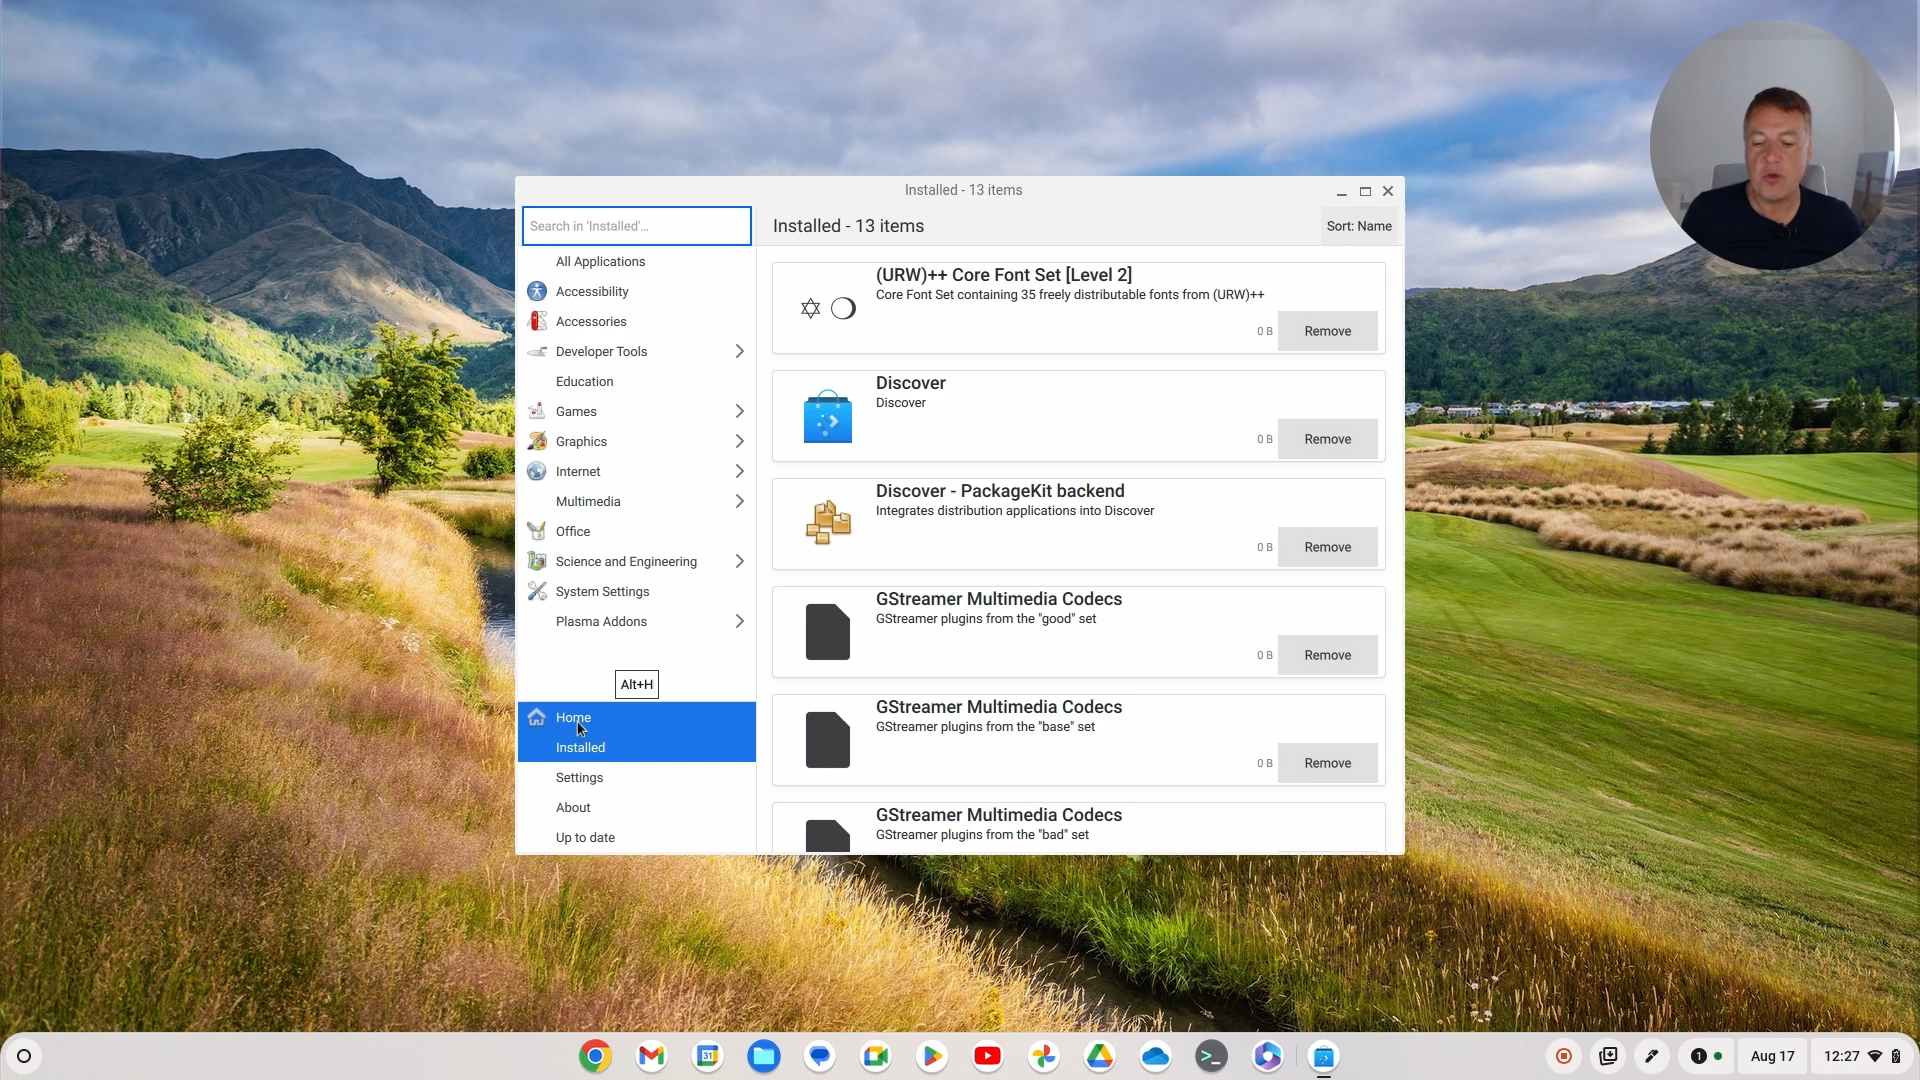 Installed - 13 items
Search in 'Installed'...
Installed - 13 items
Sort: Name
All Applications
Accessibility
Accessories
Developer Tools
Education
Games
Graphics
Internet
Multimedia
Office
Science and Engineering
System Settings
Plasma Addons
Alt+H
Home
Installed
Settings
About
Up to date
(URW)++ Core Font Set [Level 2]
Core Font Set containing 35 freely distributable fonts from (URW)++
0 B
Remove
Discover
Discover
0 B
Remove
Discover - PackageKit backend
Integrates distribution applications into Discover
0 B
Remove
GStreamer Multimedia Codecs
GStreamer plugins from the "good" set
0 B
Remove
GStreamer Multimedia Codecs
GStreamer plugins from the "base" set
0 B
Remove
GStreamer Multimedia Codecs
GStreamer plugins from the "bad" set
31
1
Aug 17
12:27